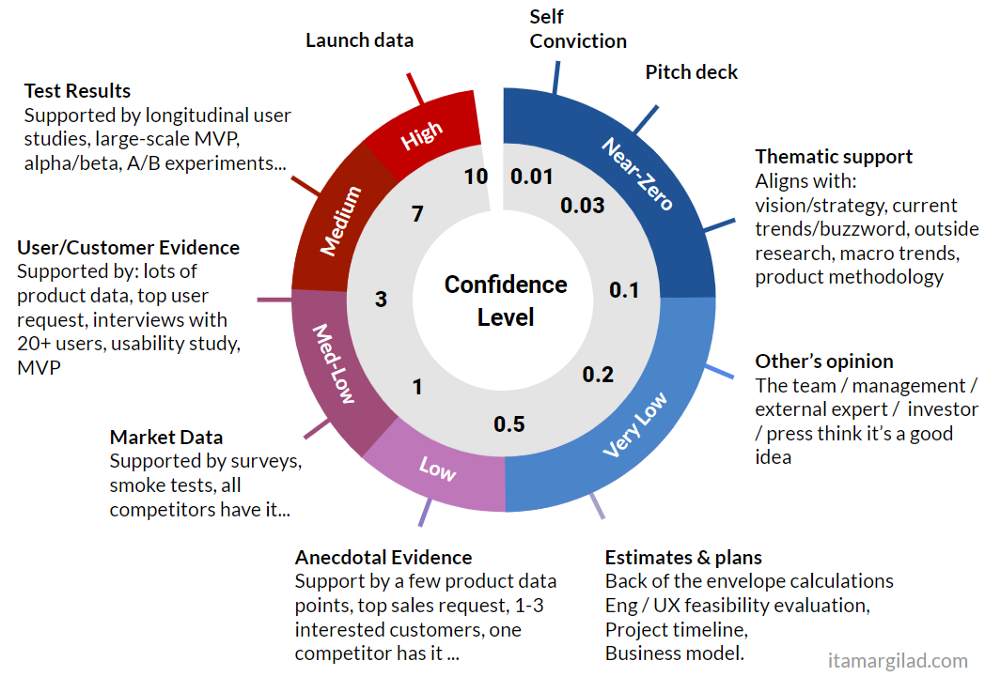 Launch data
Self
Conviction
Pitch deck
Test Results
Supported by longitudinal user
studies, large-scale MVP,
alpha/beta, A/B experiments...
High
Near-Zero
Thematic support
Aligns with:
vision/strategy, current
trends/buzzword, outside
research, macro trends,
product methodology
10
0.01
0.03
7
Medium
User/Customer Evidence
Supported by: lots of
product data, top user
request, interviews with
20+ users, usability study,
MVP
3
Confidence
Level
0.1
Med-Low
1
0.2
0.5
Very Low
Other's opinion
The team / management /
external expert / investor
/ press think it's a good
idea
Market Data
Supported by surveys,
smoke tests, all
competitors have it...
Low
Anecdotal Evidence
Support by a few product data
points, top sales request, 1-3
interested customers, one
competitor has it ...
Estimates & plans
Back of the envelope calculations
Eng / UX feasibility evaluation,
Project timeline,
Business model.
itamargilad.com